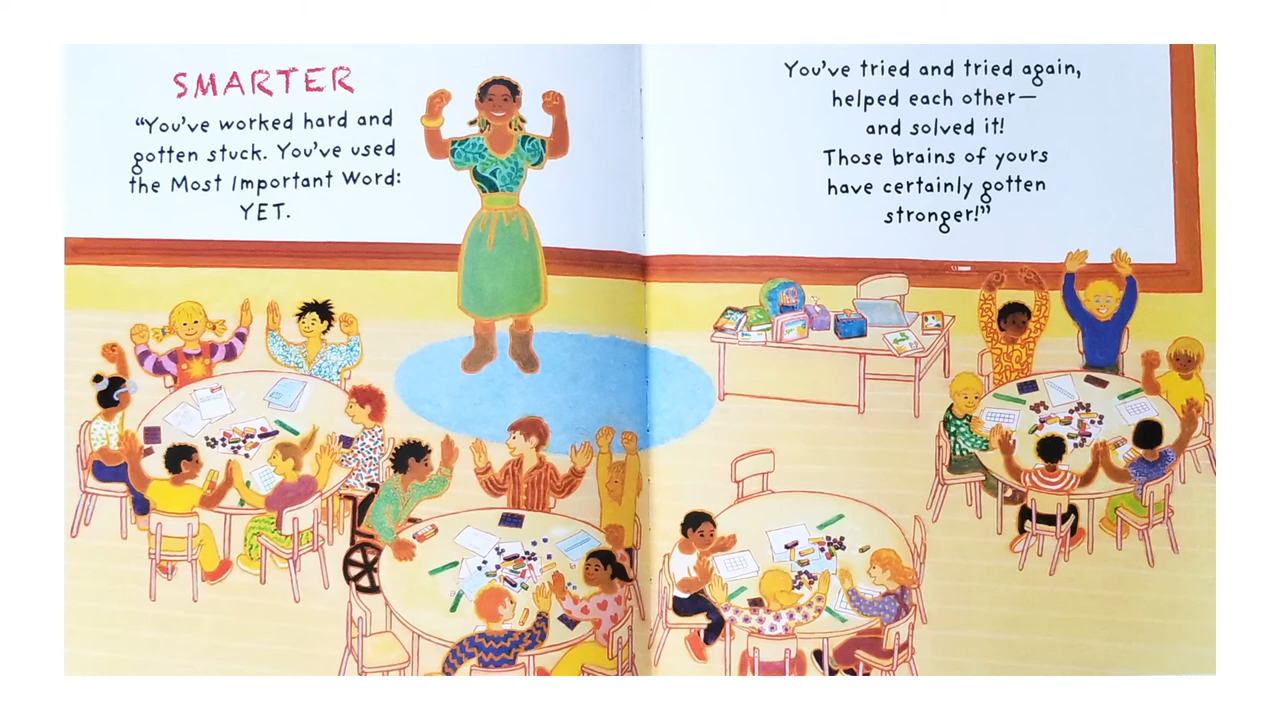 SMARTER
“You’ve worked hard and
gotten stuck. You’ve used
the Most Important Word:
YET.
You’ve tried and tried again,
helped each other—
and solved it!
Those brains of yours
have certainly gotten
stronger!”